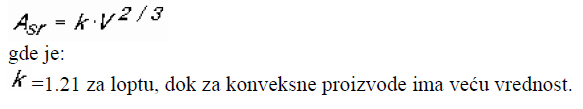 A_sr = k·V^2/3
gde je:
k =1.21 za loptu, dok za konveksne proizvode ima veću vrednost.